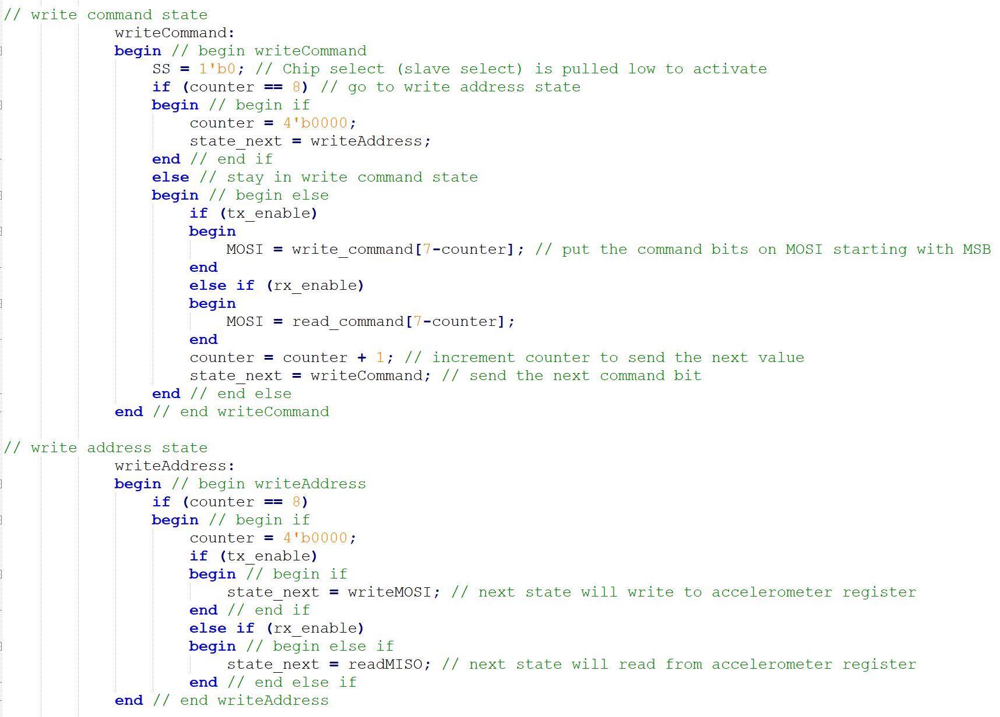 // write command state
writeCommand:
begin // begin writeCommand
SS = 1'b0; // Chip select (slave select) is pulled low to activate
if (counter == 8) // go to write address state
begin // begin if
counter = 4'b0000;
state_next = writeAddress;
end // end if
else // stay in write command state
begin // begin else
if (tx_enable)
begin
MOSI = write_command[7-counter]; // put the command bits on MOSI starting with MSB
end
else if (rx_enable)
begin
MOSI = read_command[7-counter];
end
counter = counter + 1; // increment counter to send the next value
state_next = writeCommand; // send the next command bit
end // end else
end // end writeCommand
// write address state
writeAddress:
begin // begin writeAddress
if (counter == 8)
begin // begin if
counter = 4'b0000;
if (tx_enable)
begin // begin if
state_next = writeMOSI; // next state will write to accelerometer register
end // end if
else if (rx_enable)
begin // begin else if
state_next = readMISO; // next state will read from accelerometer register
end // end else if
end // end writeAddress